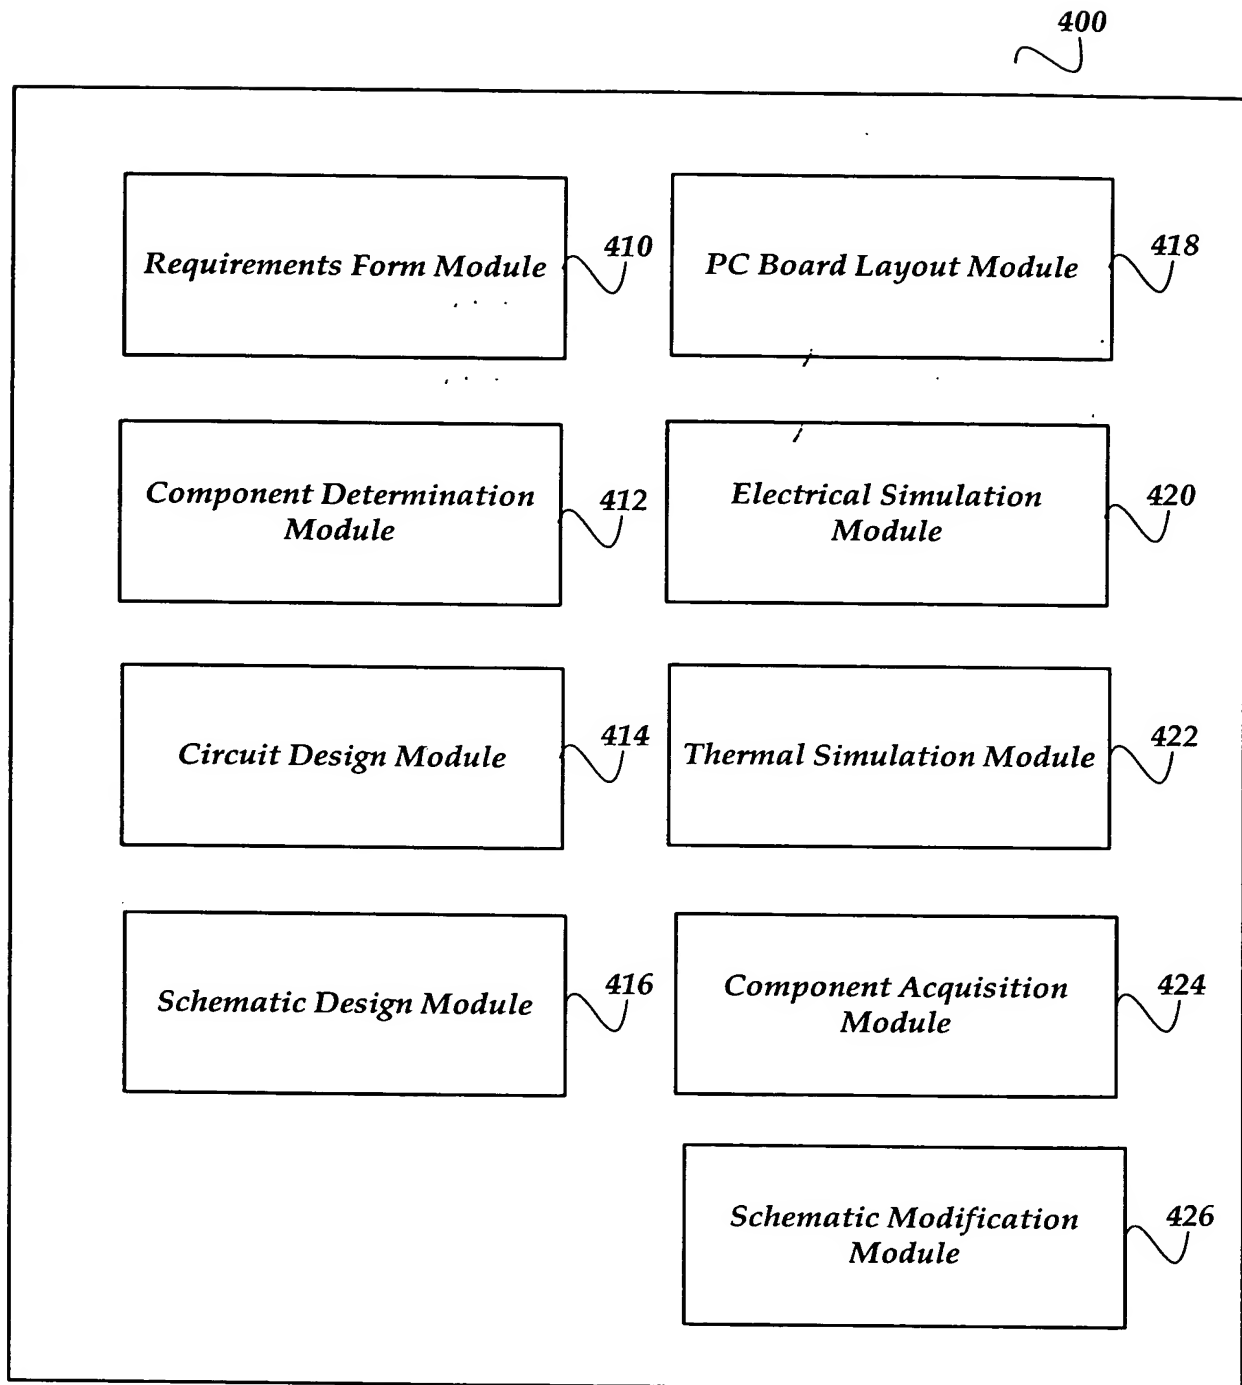 400
Requirements Form Module
410
PC Board Layout Module
418
Component Determination
Module
412
Electrical Simulation
Module
420
Circuit Design Module
414
Thermal Simulation Module
422
Schematic Design Module
416
Component Acquisition
Module
424
Schematic Modification
Module
426